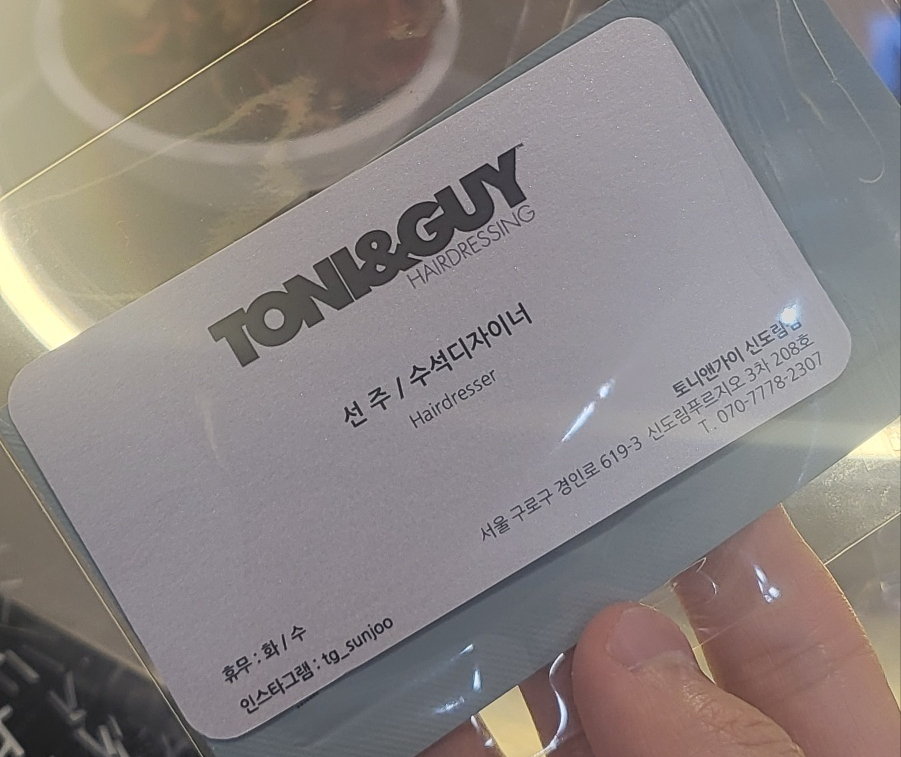 TONI&GUY
HAIRDRESSING
선 주 / 수석디자이너
Hairdresser
토니앤가이 신도림점
서울 구로구 경인로 619-3 신도림푸르지오 3차 208호
T. 070-7778-2307
휴무 : 화 / 수
인스타그램 : tg_sunjoo